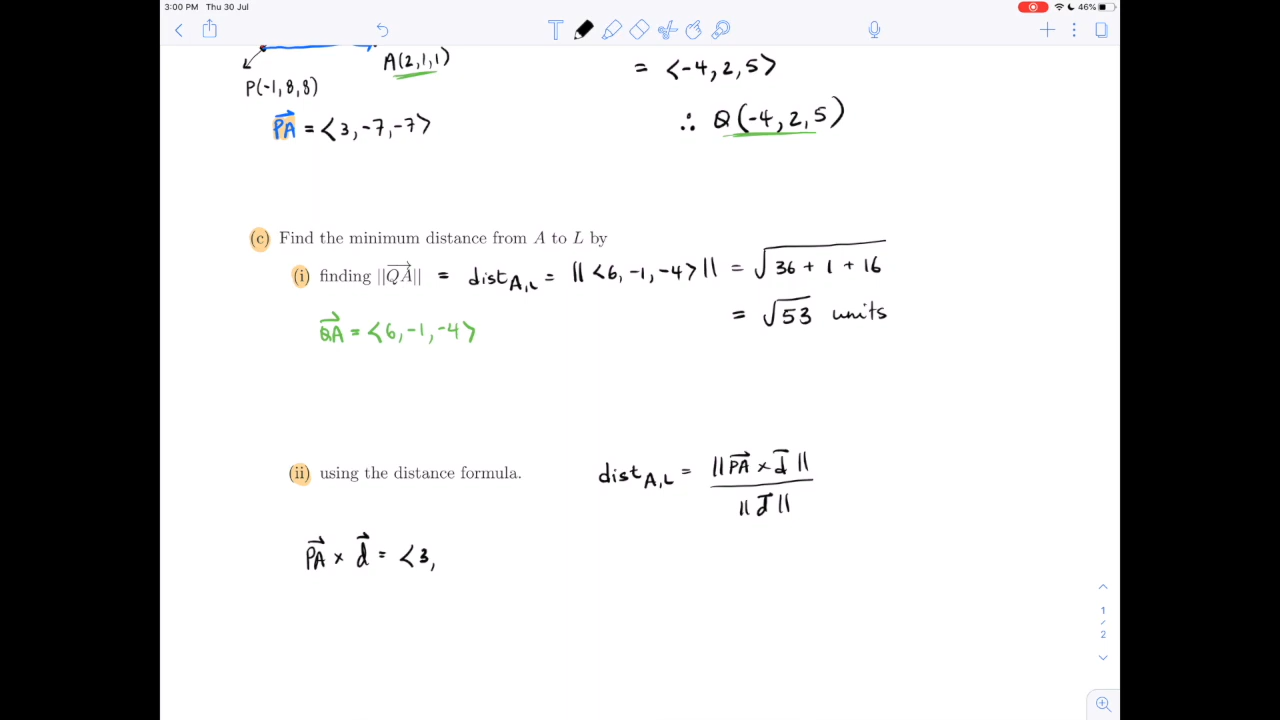 3:00 PM Thu 30 Jul
46%
T
A(2,1,1)
P(-1,8,8)
= ⟨-4,2,5⟩
PA = ⟨3,-7,-7⟩
∴ Q(-4,2,5)
(c) Find the minimum distance from A to L by
(i) finding ||QA|| = dist A,L = ||⟨6,-1,-4⟩|| = √36 + 1 + 16
= √53 units
QA = ⟨6,-1,-4⟩
(ii) using the distance formula.
dist A,L = ||PA × d|| / ||d||
PA × d = ⟨3,
1
/
2